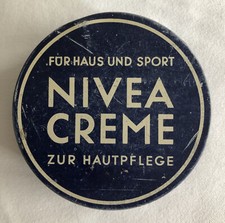 FÜR HAUS UND SPORT
NIVEA
CREME
ZUR HAUTPFLEGE